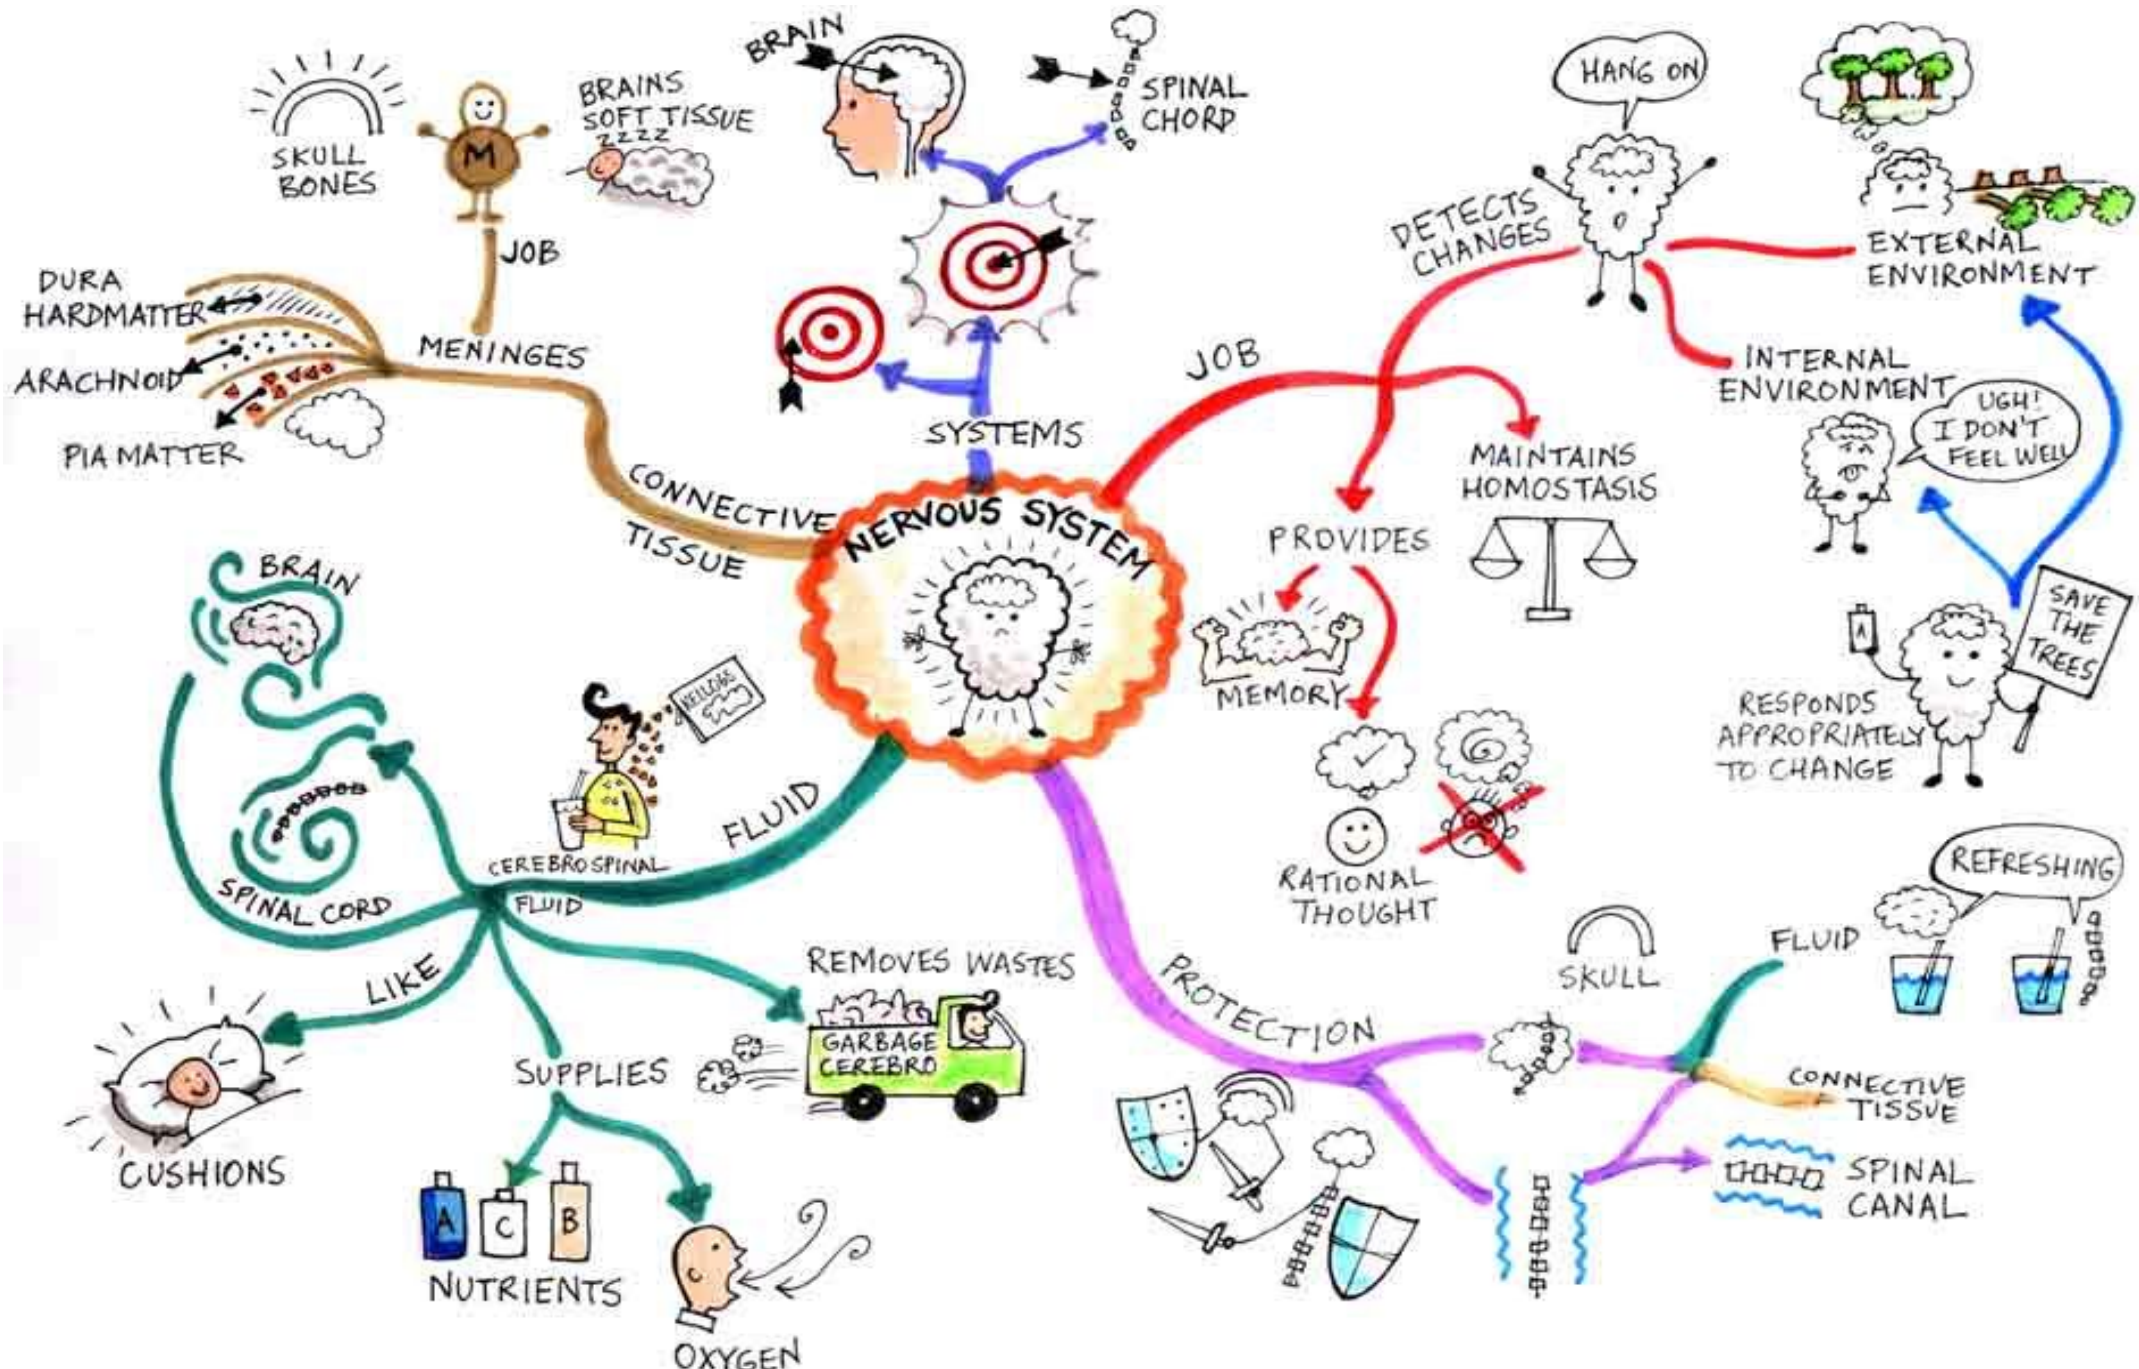 NERVOUS SYSTEM
SYSTEMS
BRAIN
SPINAL
CHORD
JOB
DETECTS
CHANGES
HANG ON
EXTERNAL
ENVIRONMENT
INTERNAL
ENVIRONMENT
UGH!
I DON'T
FEEL WELL
SAVE
THE
TREES
RESPONDS
APPROPRIATELY
TO CHANGE
MAINTAINS
HOMOSTASIS
PROVIDES
MEMORY
RATIONAL
THOUGHT
PROTECTION
SKULL
FLUID
REFRESHING
CONNECTIVE
TISSUE
SPINAL
CANAL
FLUID
CEREBROSPINAL
FLUID
KELLOGS
REMOVES WASTES
GARBAGE
CEREBRO
SUPPLIES
NUTRIENTS
A
C
B
OXYGEN
LIKE
CUSHIONS
BRAIN
SPINAL CORD
CONNECTIVE
TISSUE
MENINGES
JOB
M
SKULL
BONES
BRAINS
SOFT TISSUE
ZZZZ
DURA
HARDMATTER
ARACHNOID
PIA MATTER